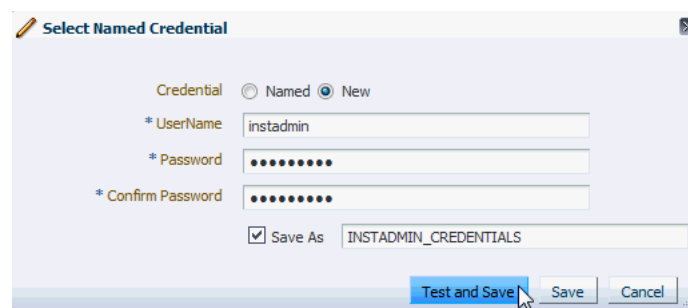 Select Named Credential
Credential Named New
* UserName instadmin
* Password •••••••••
* Confirm Password •••••••••
Save As INSTADMIN_CREDENTIALS
Test and Save Save Cancel